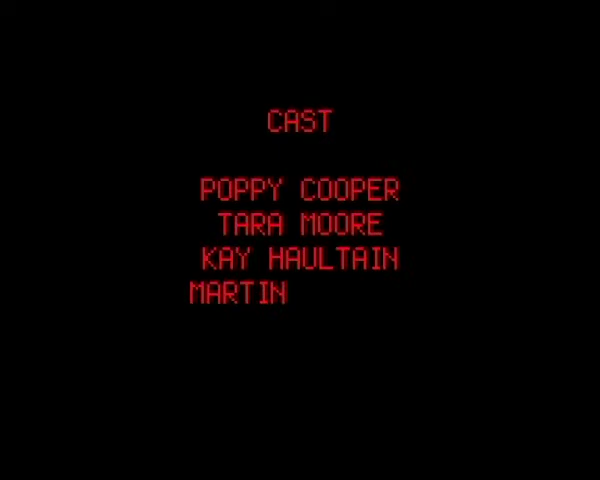 CAST
POPPY COOPER
TARA MOORE
KAY HAULTAIN
MARTIN